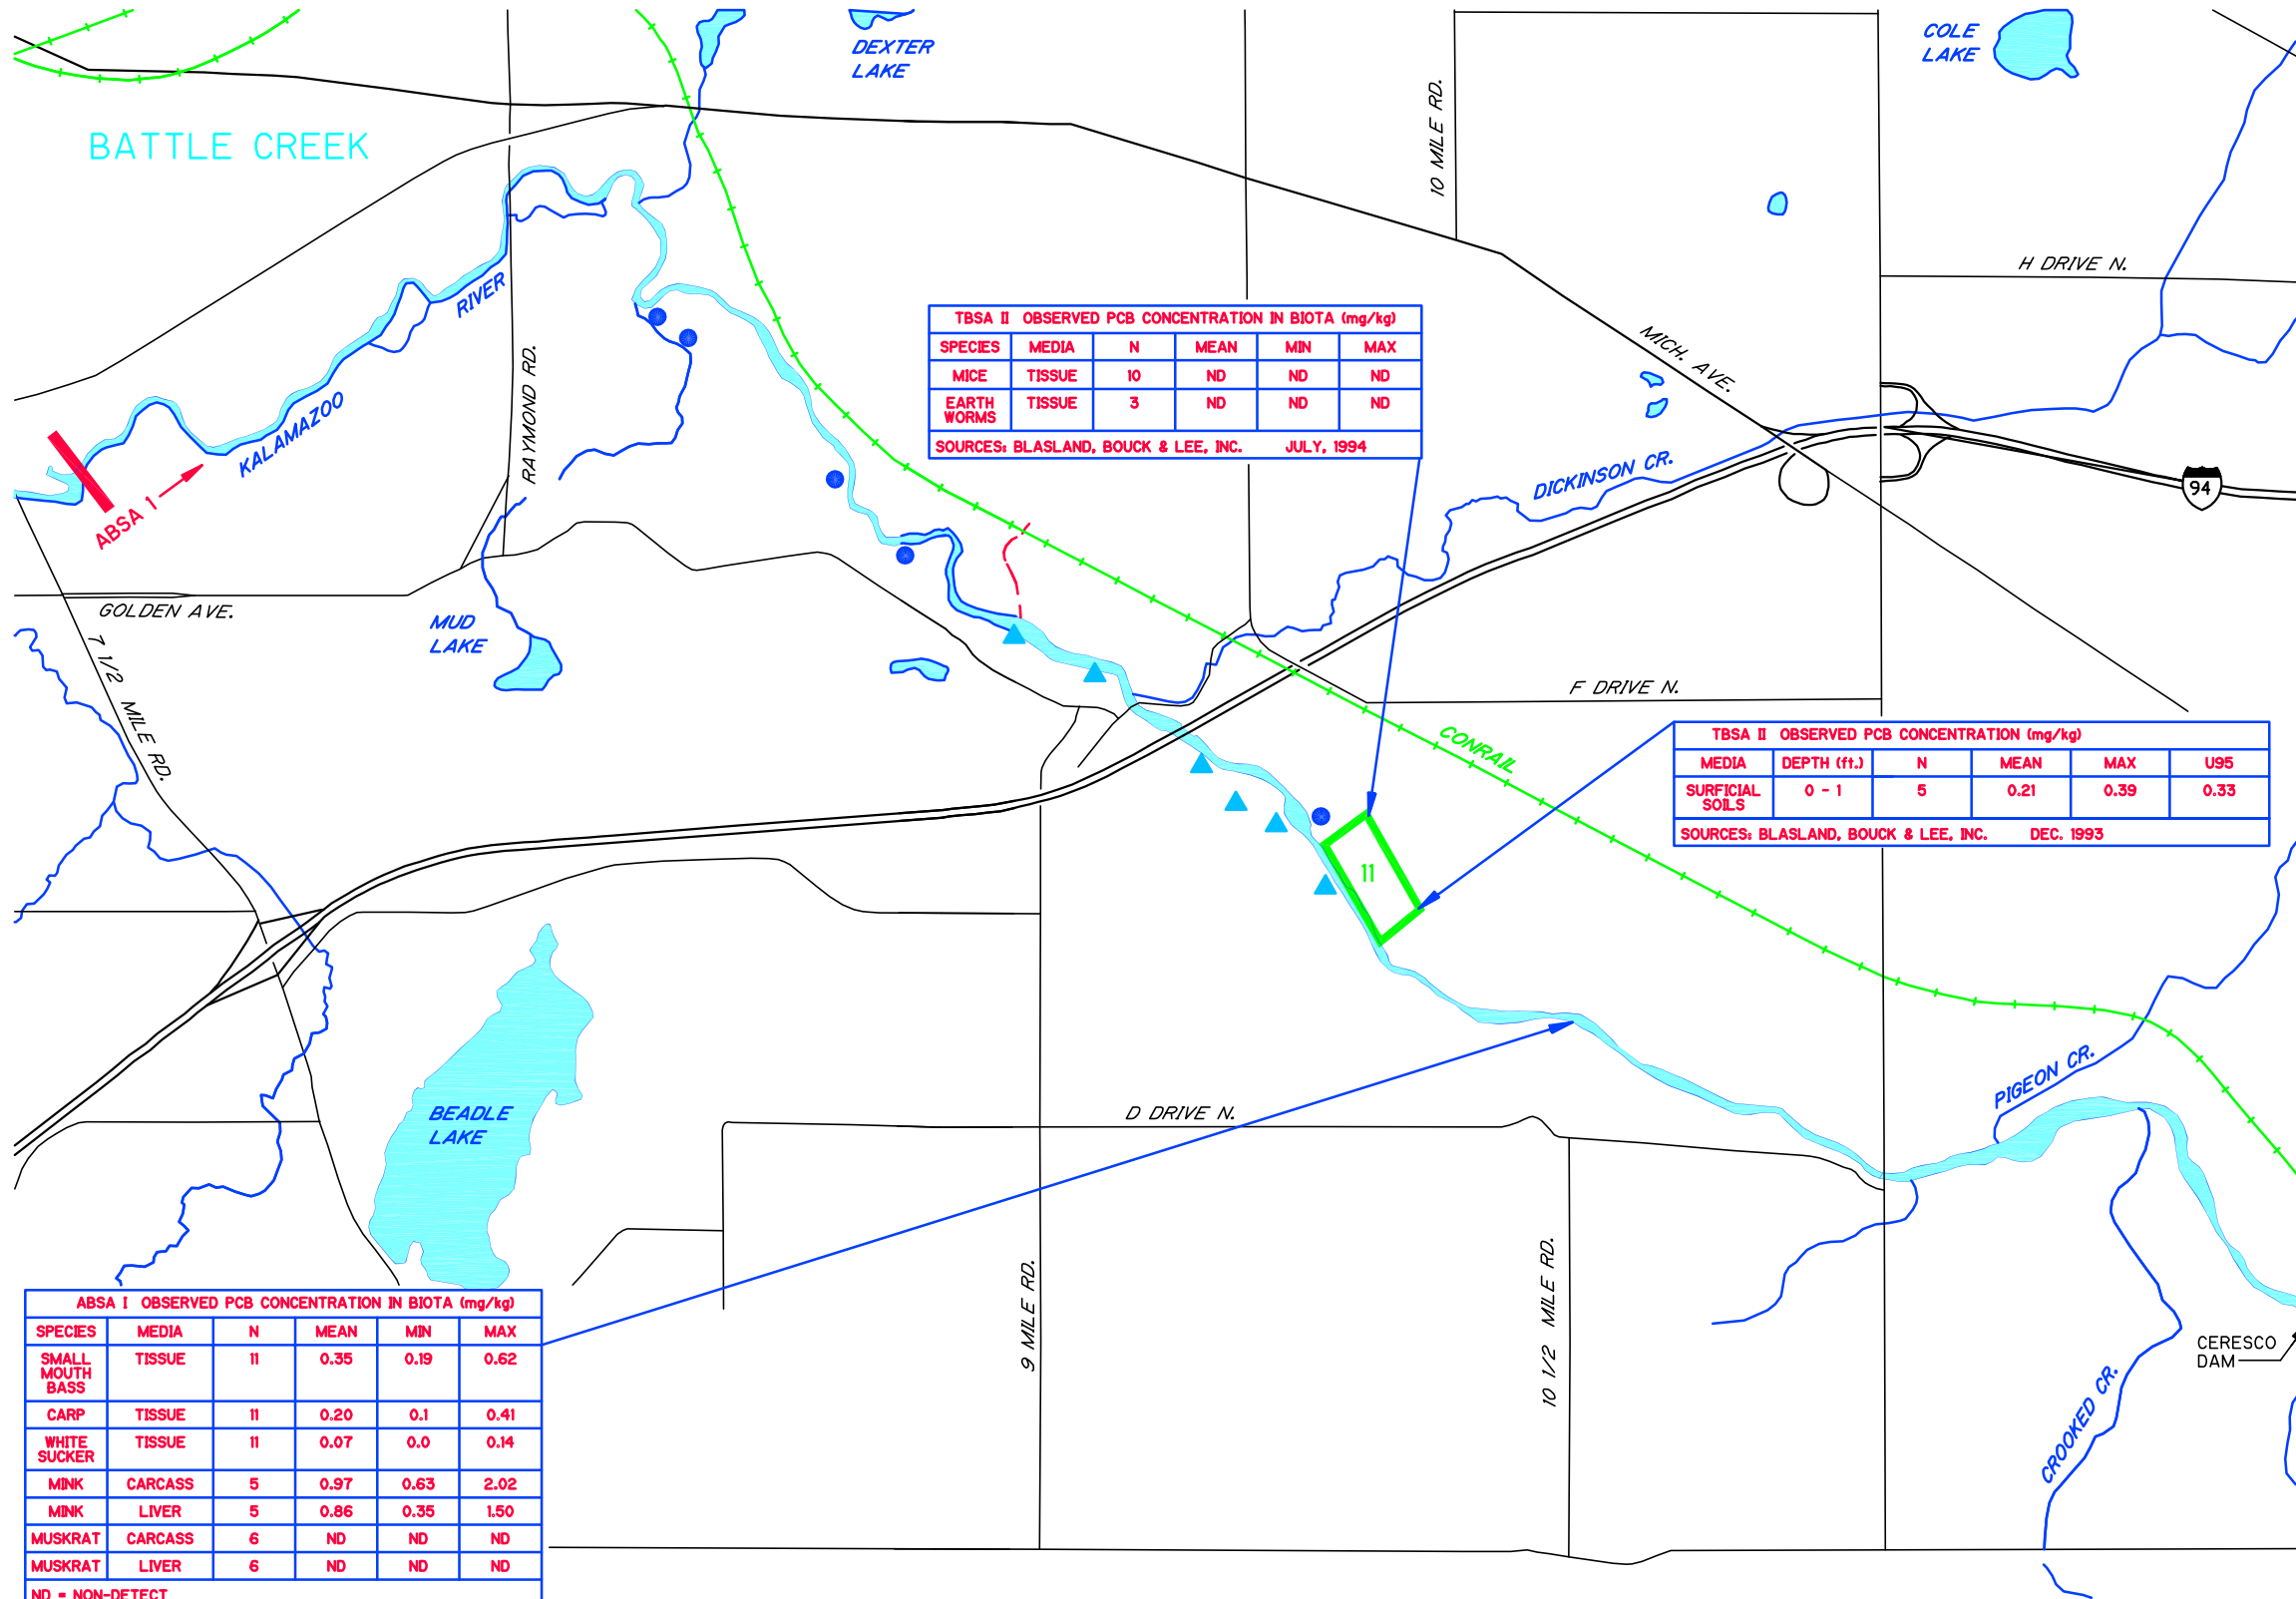 DEXTER
LAKE
COLE
LAKE
10 MILE RD.
BATTLE CREEK
H DRIVE N.
RIVER
KALAMAZOO
RAYMOND RD.
MICH. AVE.
TBSA II OBSERVED PCB CONCENTRATION IN BIOTA (mg/kg)
SPECIES MEDIA N MEAN MIN MAX
MICE TISSUE 10 ND ND ND
EARTH WORMS TISSUE 3 ND ND ND
SOURCES: BLASLAND, BOUCK & LEE, INC. JULY, 1994
DICKINSON CR.
94
ABSA 1
GOLDEN AVE.
MUD
LAKE
7 1/2 MILE RD.
F DRIVE N.
CONRAIL
TBSA II OBSERVED PCB CONCENTRATION (mg/kg)
MEDIA DEPTH (ft.) N MEAN MAX U95
SURFICIAL SOILS 0 - 1 5 0.21 0.39 0.33
SOURCES: BLASLAND, BOUCK & LEE, INC. DEC. 1993
11
PIGEON CR.
BEADLE
LAKE
D DRIVE N.
9 MILE RD.
10 1/2 MILE RD.
CERESCO
DAM
CROOKED CR.
ABSA I OBSERVED PCB CONCENTRATION IN BIOTA (mg/kg)
SPECIES MEDIA N MEAN MIN MAX
SMALL MOUTH BASS TISSUE 11 0.35 0.19 0.62
CARP TISSUE 11 0.20 0.1 0.41
WHITE SUCKER TISSUE 11 0.07 0.0 0.14
MINK CARCASS 5 0.97 0.63 2.02
MINK LIVER 5 0.86 0.35 1.50
MUSKRAT CARCASS 6 ND ND ND
MUSKRAT LIVER 6 ND ND ND
ND = NON-DETECT